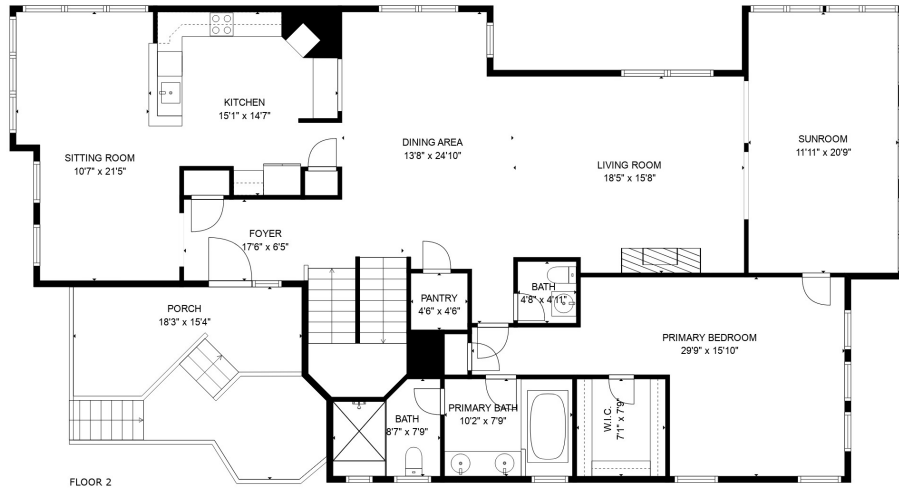 KITCHEN
15'1" x 14'7"
SITTING ROOM
10'7" x 21'5"
DINING AREA
13'8" x 24'10"
LIVING ROOM
18'5" x 15'8"
SUNROOM
11'11" x 20'9"
FOYER
17'6" x 6'5"
PORCH
18'3" x 15'4"
PANTRY
4'6" x 4'6"
BATH
4'8" x 4'11"
PRIMARY BEDROOM
29'9" x 15'10"
BATH
8'7" x 7'9"
PRIMARY BATH
10'2" x 7'9"
W.I.C.
7'1" x 7'9"
FLOOR 2